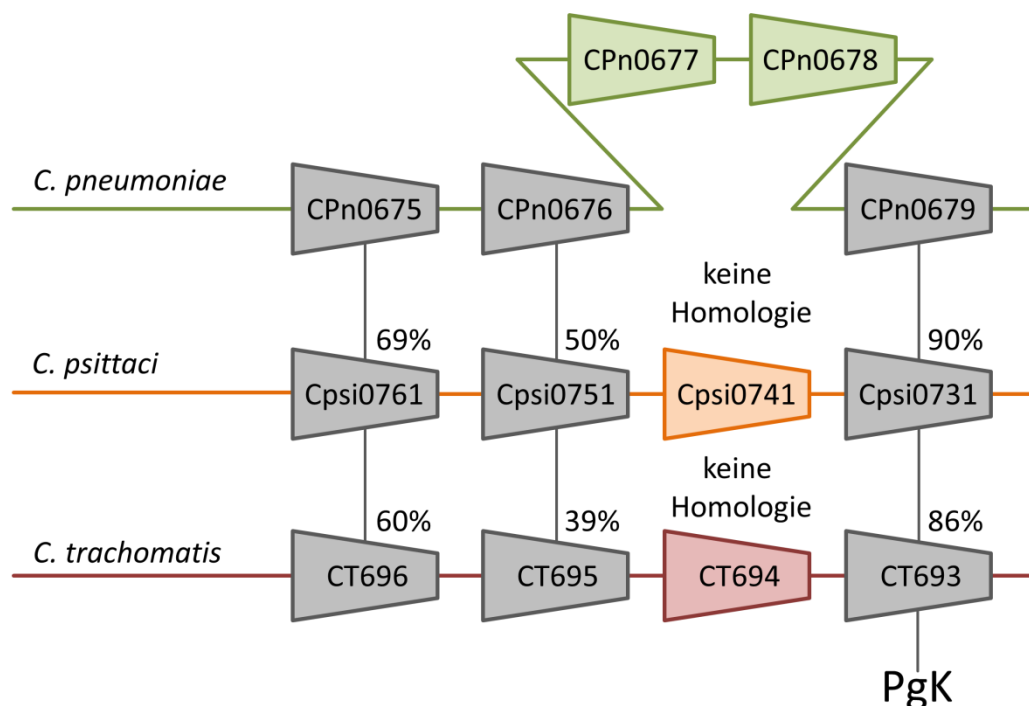 CPn0677 CPn0678
C. pneumoniae
CPn0675 CPn0676 CPn0679
keine
Homologie
69% 50% 90%
C. psittaci
Cpsi0761 Cpsi0751 Cpsi0741 Cpsi0731
keine
Homologie
60% 39% 86%
C. trachomatis
CT696 CT695 CT694 CT693
PgK